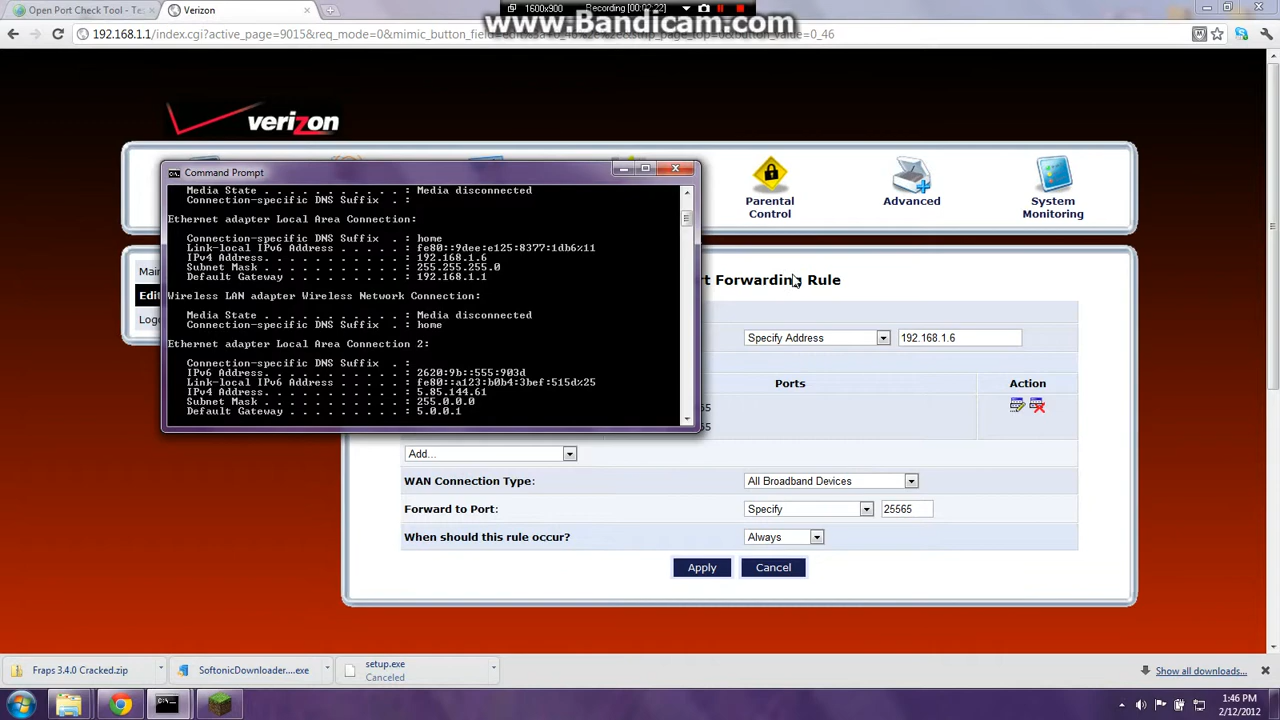 1600x900 Recording [00:02:22]
www.Bandicam.com
Open Port Check Tool - Te
Verizon
192.168.1.1/index.cgi?active_page=9015&req_mode=0&mimic_button_field=
button_value=0_46
verizon
Parental Control
Advanced
System Monitoring
Command Prompt
Media State . . . . . . . . . . . : Media disconnected
Connection-specific DNS Suffix . :
Ethernet adapter Local Area Connection:
Connection-specific DNS Suffix . : home
Link-local IPv6 Address . . . . . : fe80::9dee:e125:8377:1db6%11
IPv4 Address. . . . . . . . . . . : 192.168.1.6
Subnet Mask . . . . . . . . . . . : 255.255.255.0
Default Gateway . . . . . . . . . : 192.168.1.1
Wireless LAN adapter Wireless Network Connection:
Media State . . . . . . . . . . . : Media disconnected
Connection-specific DNS Suffix . : home
Ethernet adapter Local Area Connection 2:
Connection-specific DNS Suffix . :
IPv6 Address. . . . . . . . . . . : 2620:9b::555:903d
Link-local IPv6 Address . . . . . : fe80::a123:b0b4:3bef:515d%25
IPv4 Address. . . . . . . . . . . : 5.85.144.61
Subnet Mask . . . . . . . . . . . : 255.0.0.0
Default Gateway . . . . . . . . . : 5.0.0.1
Mai
Edi
Logo
rt Forwarding Rule
Specify Address 192.168.1.6
Ports Action
65
65
Add...
WAN Connection Type: All Broadband Devices
Forward to Port: Specify 25565
When should this rule occur? Always
Apply Cancel
Fraps 3.4.0 Cracked.zip
SoftonicDownloader....exe
setup.exe
Canceled
Show all downloads...
1:46 PM
2/12/2012